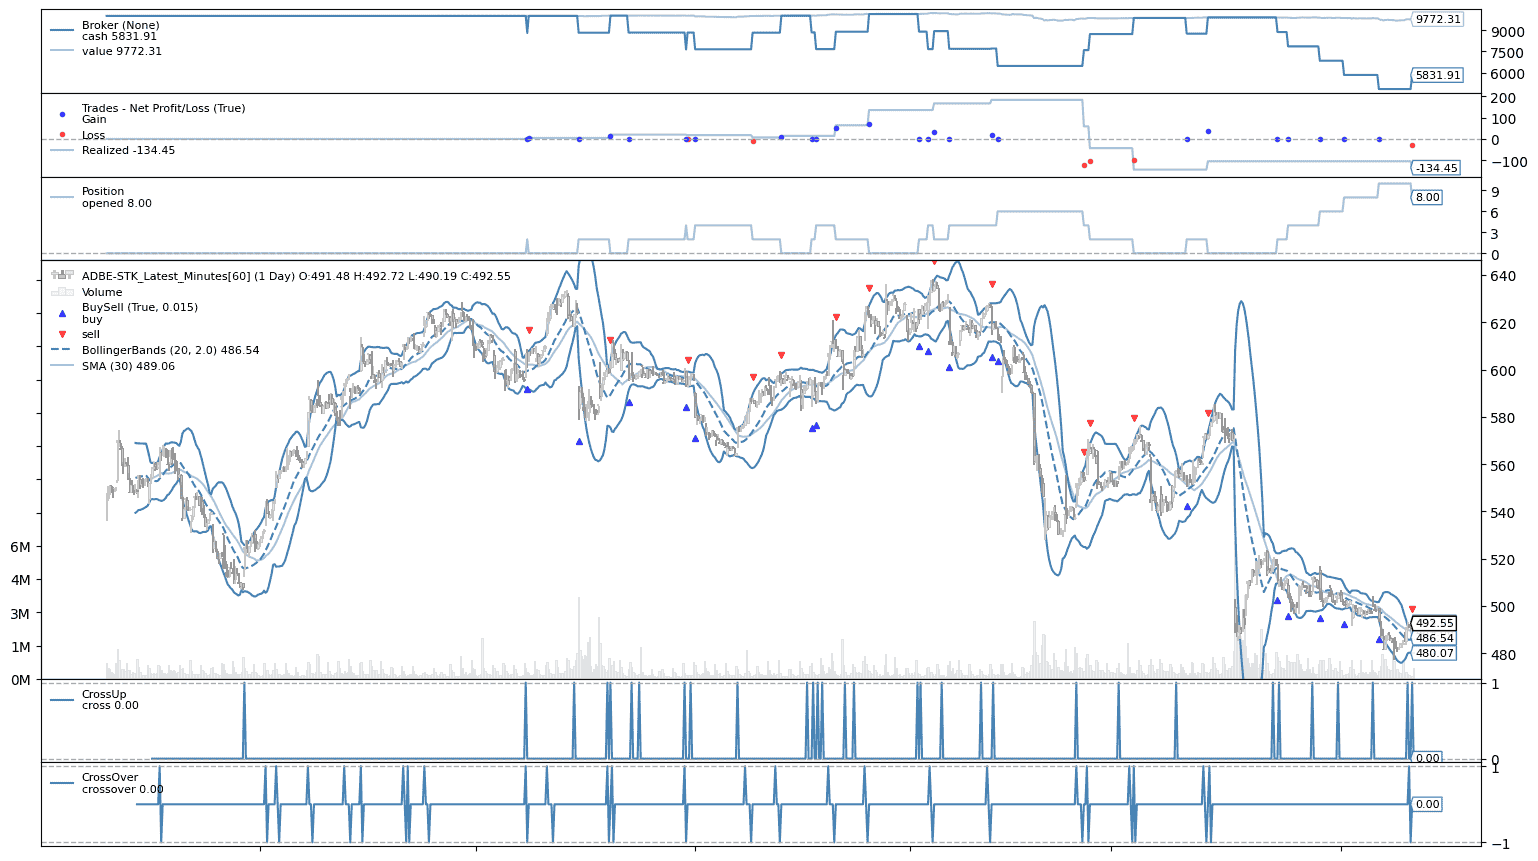 Broker (None)
cash 5831.91
value 9772.31
9772.31
9000
7500
6000
5831.91
Trades - Net Profit/Loss (True)
Gain
Loss
Realized -134.45
200
100
0
−100
-134.45
Position
opened 8.00
9
6
3
0
8.00
ADBE-STK_Latest_Minutes[60] (1 Day) O:491.48 H:492.72 L:490.19 C:492.55
Volume
BuySell (True, 0.015)
buy
sell
BollingerBands (20, 2.0) 486.54
SMA (30) 489.06
640
620
600
580
560
540
520
500
480
492.55
486.54
480.07
6M
4M
3M
1M
0M
CrossUp
cross 0.00
1
0
0.00
CrossOver
crossover 0.00
1
0.00
−1